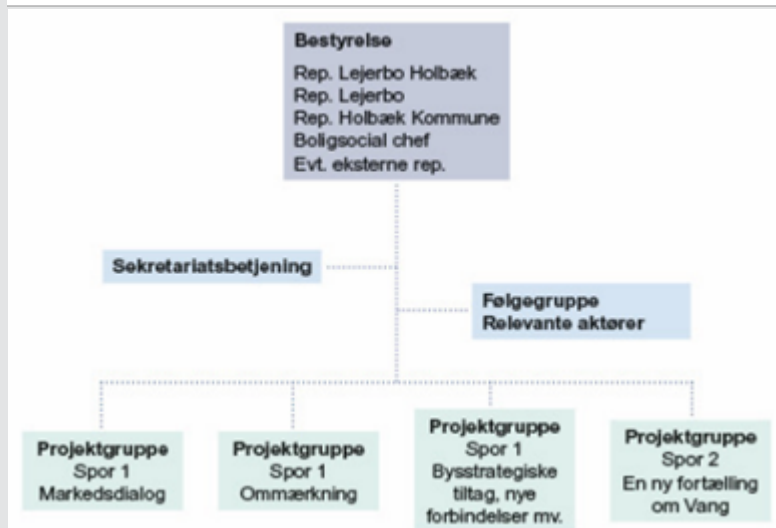 Bestyrelse
Rep. Lejerbo Holbæk
Rep. Lejerbo
Rep. Holbæk Kommune
Boligsocial chef
Evt. eksterne rep.
Sekretariatsbetjening
Følgegruppe
Relevante aktører
Projektgruppe
Spor 1
Markedsdialog
Projektgruppe
Spor 1
Ommærkning
Projektgruppe
Spor 1
Bysstrategiske
tiltag, nye
forbindelser mv.
Projektgruppe
Spor 2
En ny fortælling
om Vang